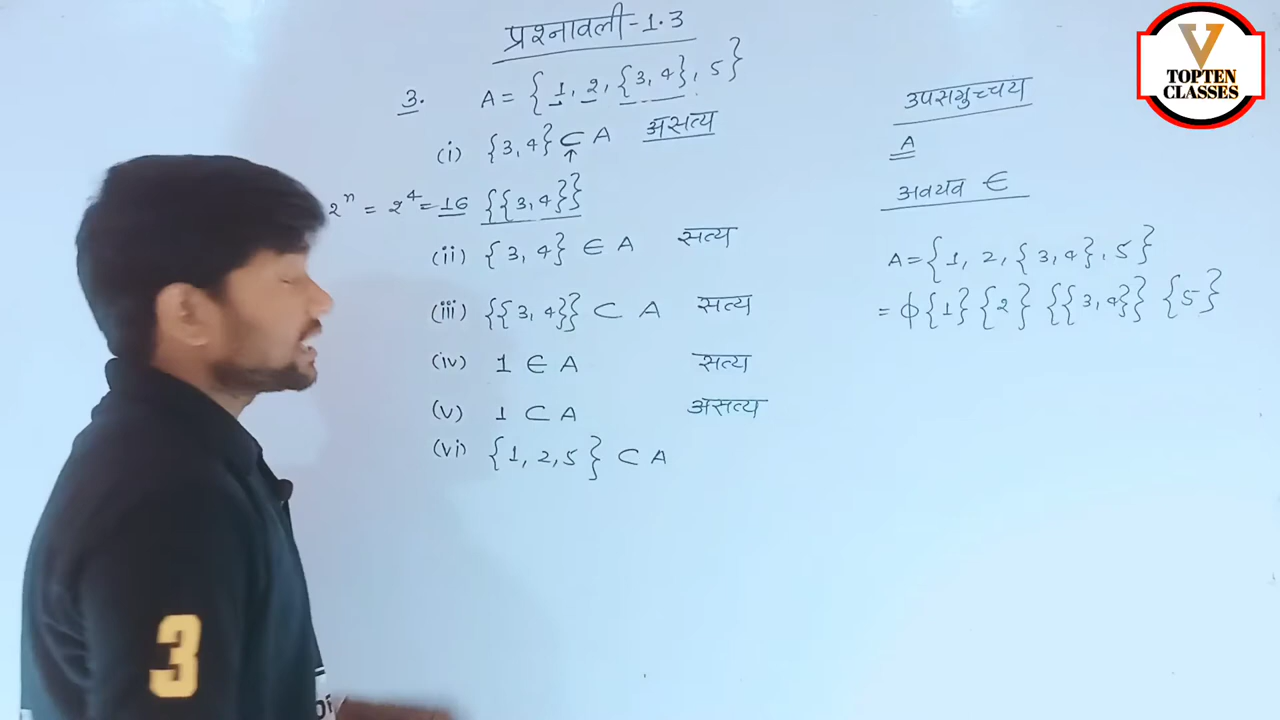 प्रश्नावली-1.3
3. A = { 1, 2, {3, 4}, 5 }
(i) {3, 4} ⊂ A असत्य
↑
2ⁿ = 2⁴ = 16 {{3, 4}}
(ii) {3, 4} ∈ A सत्य
(iii) {{3, 4}} ⊂ A सत्य
(iv) 1 ∈ A सत्य
(v) 1 ⊂ A असत्य
(vi) {1, 2, 5} ⊂ A
उपसमुच्चय
A
अवयव ∈
A = {1, 2, {3, 4}, 5}
= ϕ {1} {2} {{3, 4}} {5}
V
TOPTEN
CLASSES
3